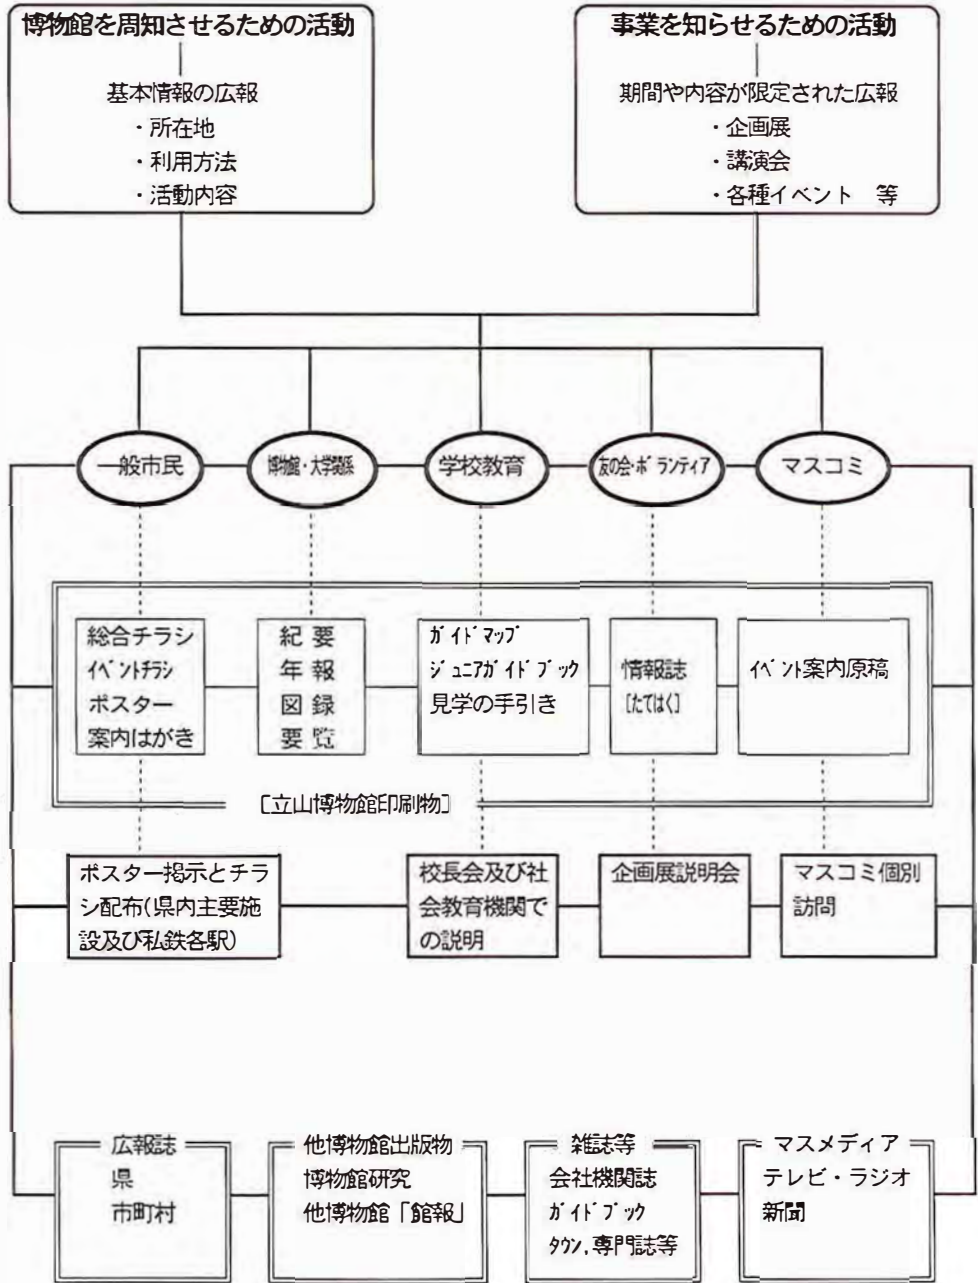 博物館を周知させるための活動
基本情報の広報
・所在地
・利用方法
・活動内容
事業を知らせるための活動
期間や内容が限定された広報
・企画展
・講演会
・各種イベント 等
一般市民
博物館・大学関係
学校教育
友の会・ボランティア
マスコミ
総合チラシ
イベントチラシ
ポスター
案内はがき
紀要
年報
図録
要覧
ガイドマップ
ジュニアガイドブック
見学の手引き
情報誌
[たてはく]
イベント案内原稿
[立山博物館印刷物]
ポスター掲示とチラ
シ配布(県内主要施
設及び私鉄各駅)
校長会及び社
会教育機関で
の説明
企画展説明会
マスコミ個別
訪問
広報誌
県
市町村
他博物館出版物
博物館研究
他博物館「館報」
雑誌等
会社機関誌
ガイドブック
タウン,専門誌等
マスメディア
テレビ・ラジオ
新聞